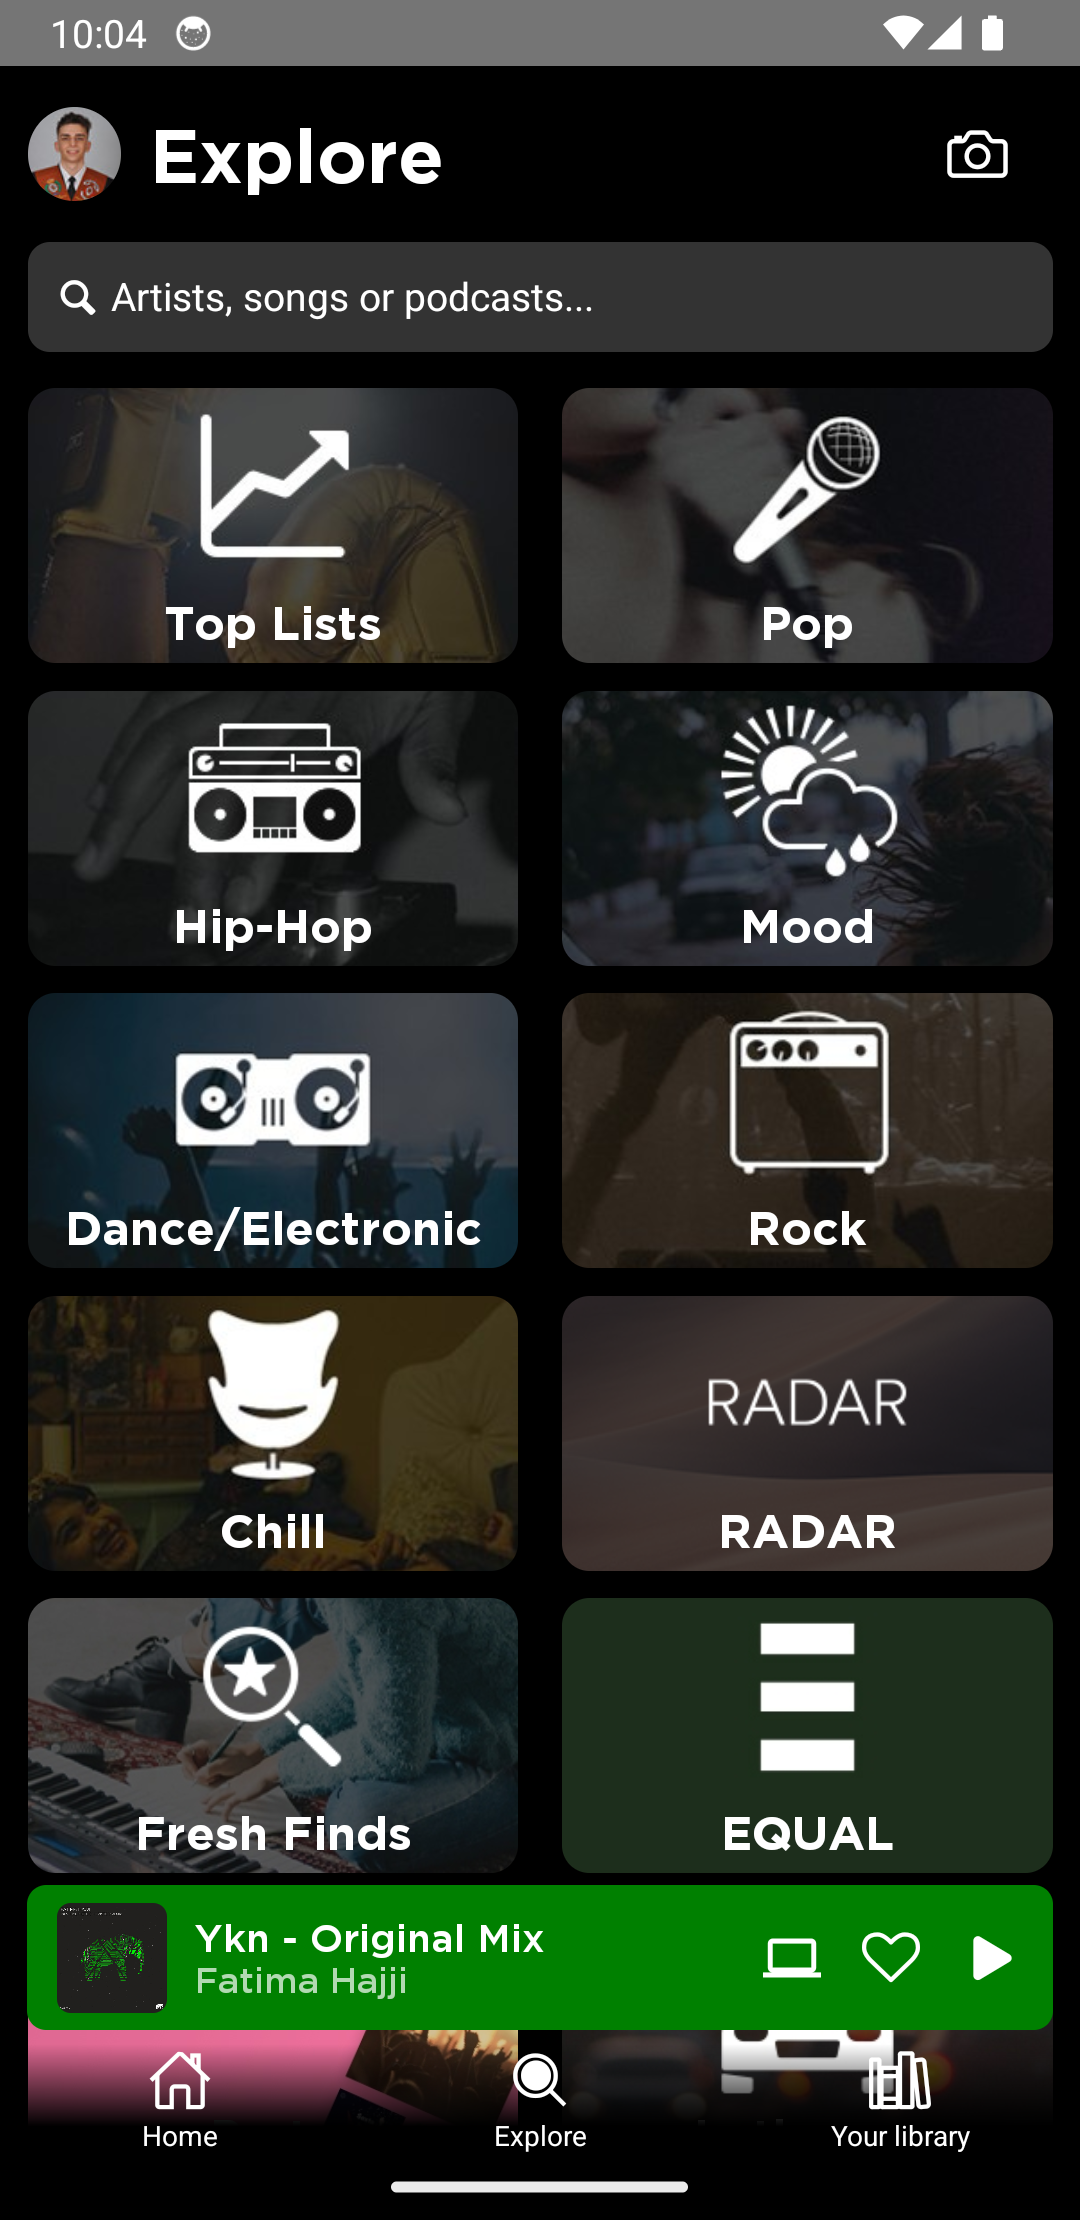 10:04
Explore
Artists, songs or podcasts...
Top Lists
Pop
Hip-Hop
Mood
Dance/Electronic
Rock
Chill
RADAR
RADAR
Fresh Finds
EQUAL
Ykn - Original Mix
Fatima Hajji
Home
Explore
Your library